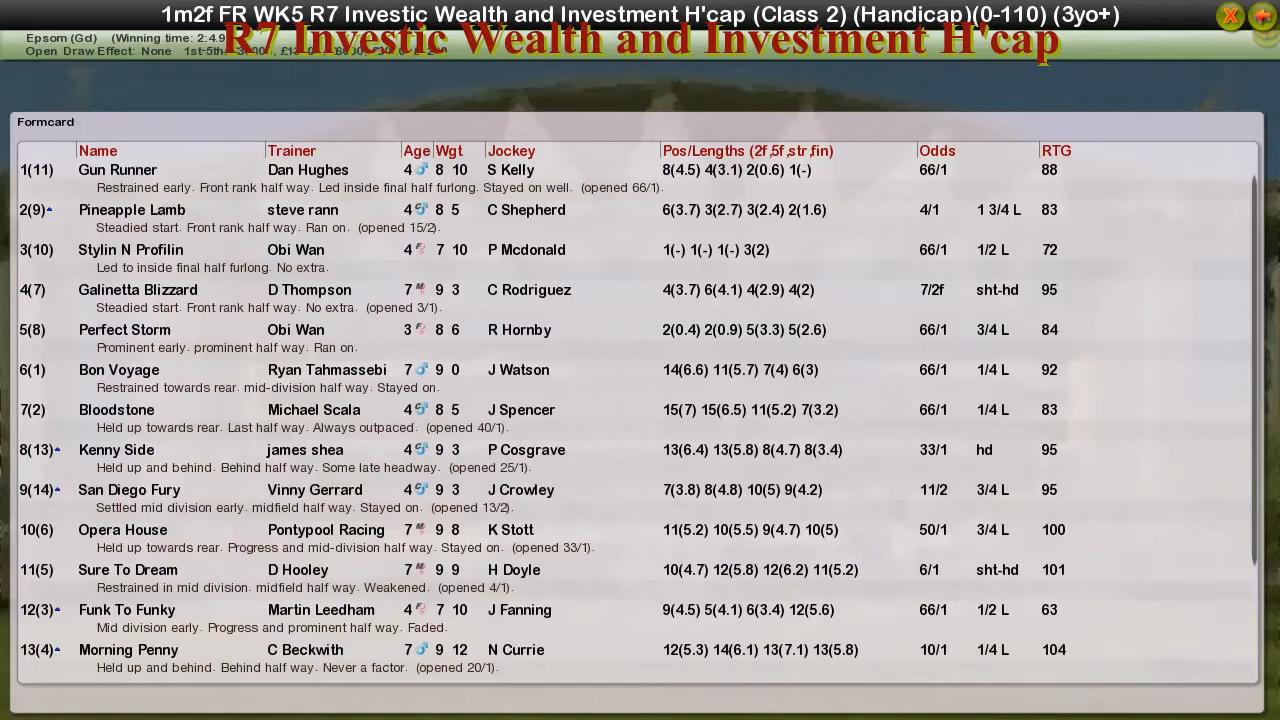 1m2f FR WK5 R7 Investic Wealth and Investment H'cap (Class 2) (Handicap)(0-110) (3yo+)
R7 Investic Wealth and Investment H'cap
Epsom (Gd) (Winning time: 2:4.9
Open Draw Effect: None 1st-5th:
Formcard
Name Trainer Age Wgt Jockey Pos/Lengths (2f,5f,str,fin) Odds RTG
1(11) Gun Runner Dan Hughes 4 8 10 S Kelly 8(4.5) 4(3.1) 2(0.6) 1(-) 66/1 88
Restrained early. Front rank half way. Led inside final half furlong. Stayed on well. (opened 66/1).
2(9) Pineapple Lamb steve rann 4 8 5 C Shepherd 6(3.7) 3(2.7) 3(2.4) 2(1.6) 4/1 1 3/4 L 83
Steadied start. Front rank half way. Ran on. (opened 15/2).
3(10) Stylin N Profilin Obi Wan 4 7 10 P Mcdonald 1(-) 1(-) 1(-) 3(2) 66/1 1/2 L 72
Led to inside final half furlong. No extra.
4(7) Galinetta Blizzard D Thompson 7 9 3 C Rodriguez 4(3.7) 6(4.1) 4(2.9) 4(2) 7/2f sht-hd 95
Steadied start. Front rank half way. No extra. (opened 3/1).
5(8) Perfect Storm Obi Wan 3 8 6 R Hornby 2(0.4) 2(0.9) 5(3.3) 5(2.6) 66/1 3/4 L 84
Prominent early. prominent half way. Ran on.
6(1) Bon Voyage Ryan Tahmassebi 7 9 0 J Watson 14(6.6) 11(5.7) 7(4) 6(3) 66/1 1/4 L 92
Restrained towards rear. mid-division half way. Stayed on.
7(2) Bloodstone Michael Scala 4 8 5 J Spencer 15(7) 15(6.5) 11(5.2) 7(3.2) 66/1 1/4 L 83
Held up towards rear. Last half way. Always outpaced. (opened 40/1).
8(13) Kenny Side james shea 4 9 3 P Cosgrave 13(6.4) 13(5.8) 8(4.7) 8(3.4) 33/1 hd 95
Held up and behind. Behind half way. Some late headway. (opened 25/1).
9(14) San Diego Fury Vinny Gerrard 4 9 3 J Crowley 7(3.8) 8(4.8) 10(5) 9(4.2) 11/2 3/4 L 95
Settled mid division early. midfield half way. Stayed on. (opened 13/2).
10(6) Opera House Pontypool Racing 7 9 8 K Stott 11(5.2) 10(5.5) 9(4.7) 10(5) 50/1 3/4 L 100
Held up towards rear. Progress and mid-division half way. Stayed on. (opened 33/1).
11(5) Sure To Dream D Hooley 7 9 9 H Doyle 10(4.7) 12(5.8) 12(6.2) 11(5.2) 6/1 sht-hd 101
Restrained in mid division. midfield half way. Weakened. (opened 4/1).
12(3) Funk To Funky Martin Leedham 4 7 10 J Fanning 9(4.5) 5(4.1) 6(3.4) 12(5.6) 66/1 1/2 L 63
Mid division early. Progress and prominent half way. Faded.
13(4) Morning Penny C Beckwith 7 9 12 N Currie 12(5.3) 14(6.1) 13(7.1) 13(5.8) 10/1 1/4 L 104
Held up and behind. Behind half way. Never a factor. (opened 20/1).